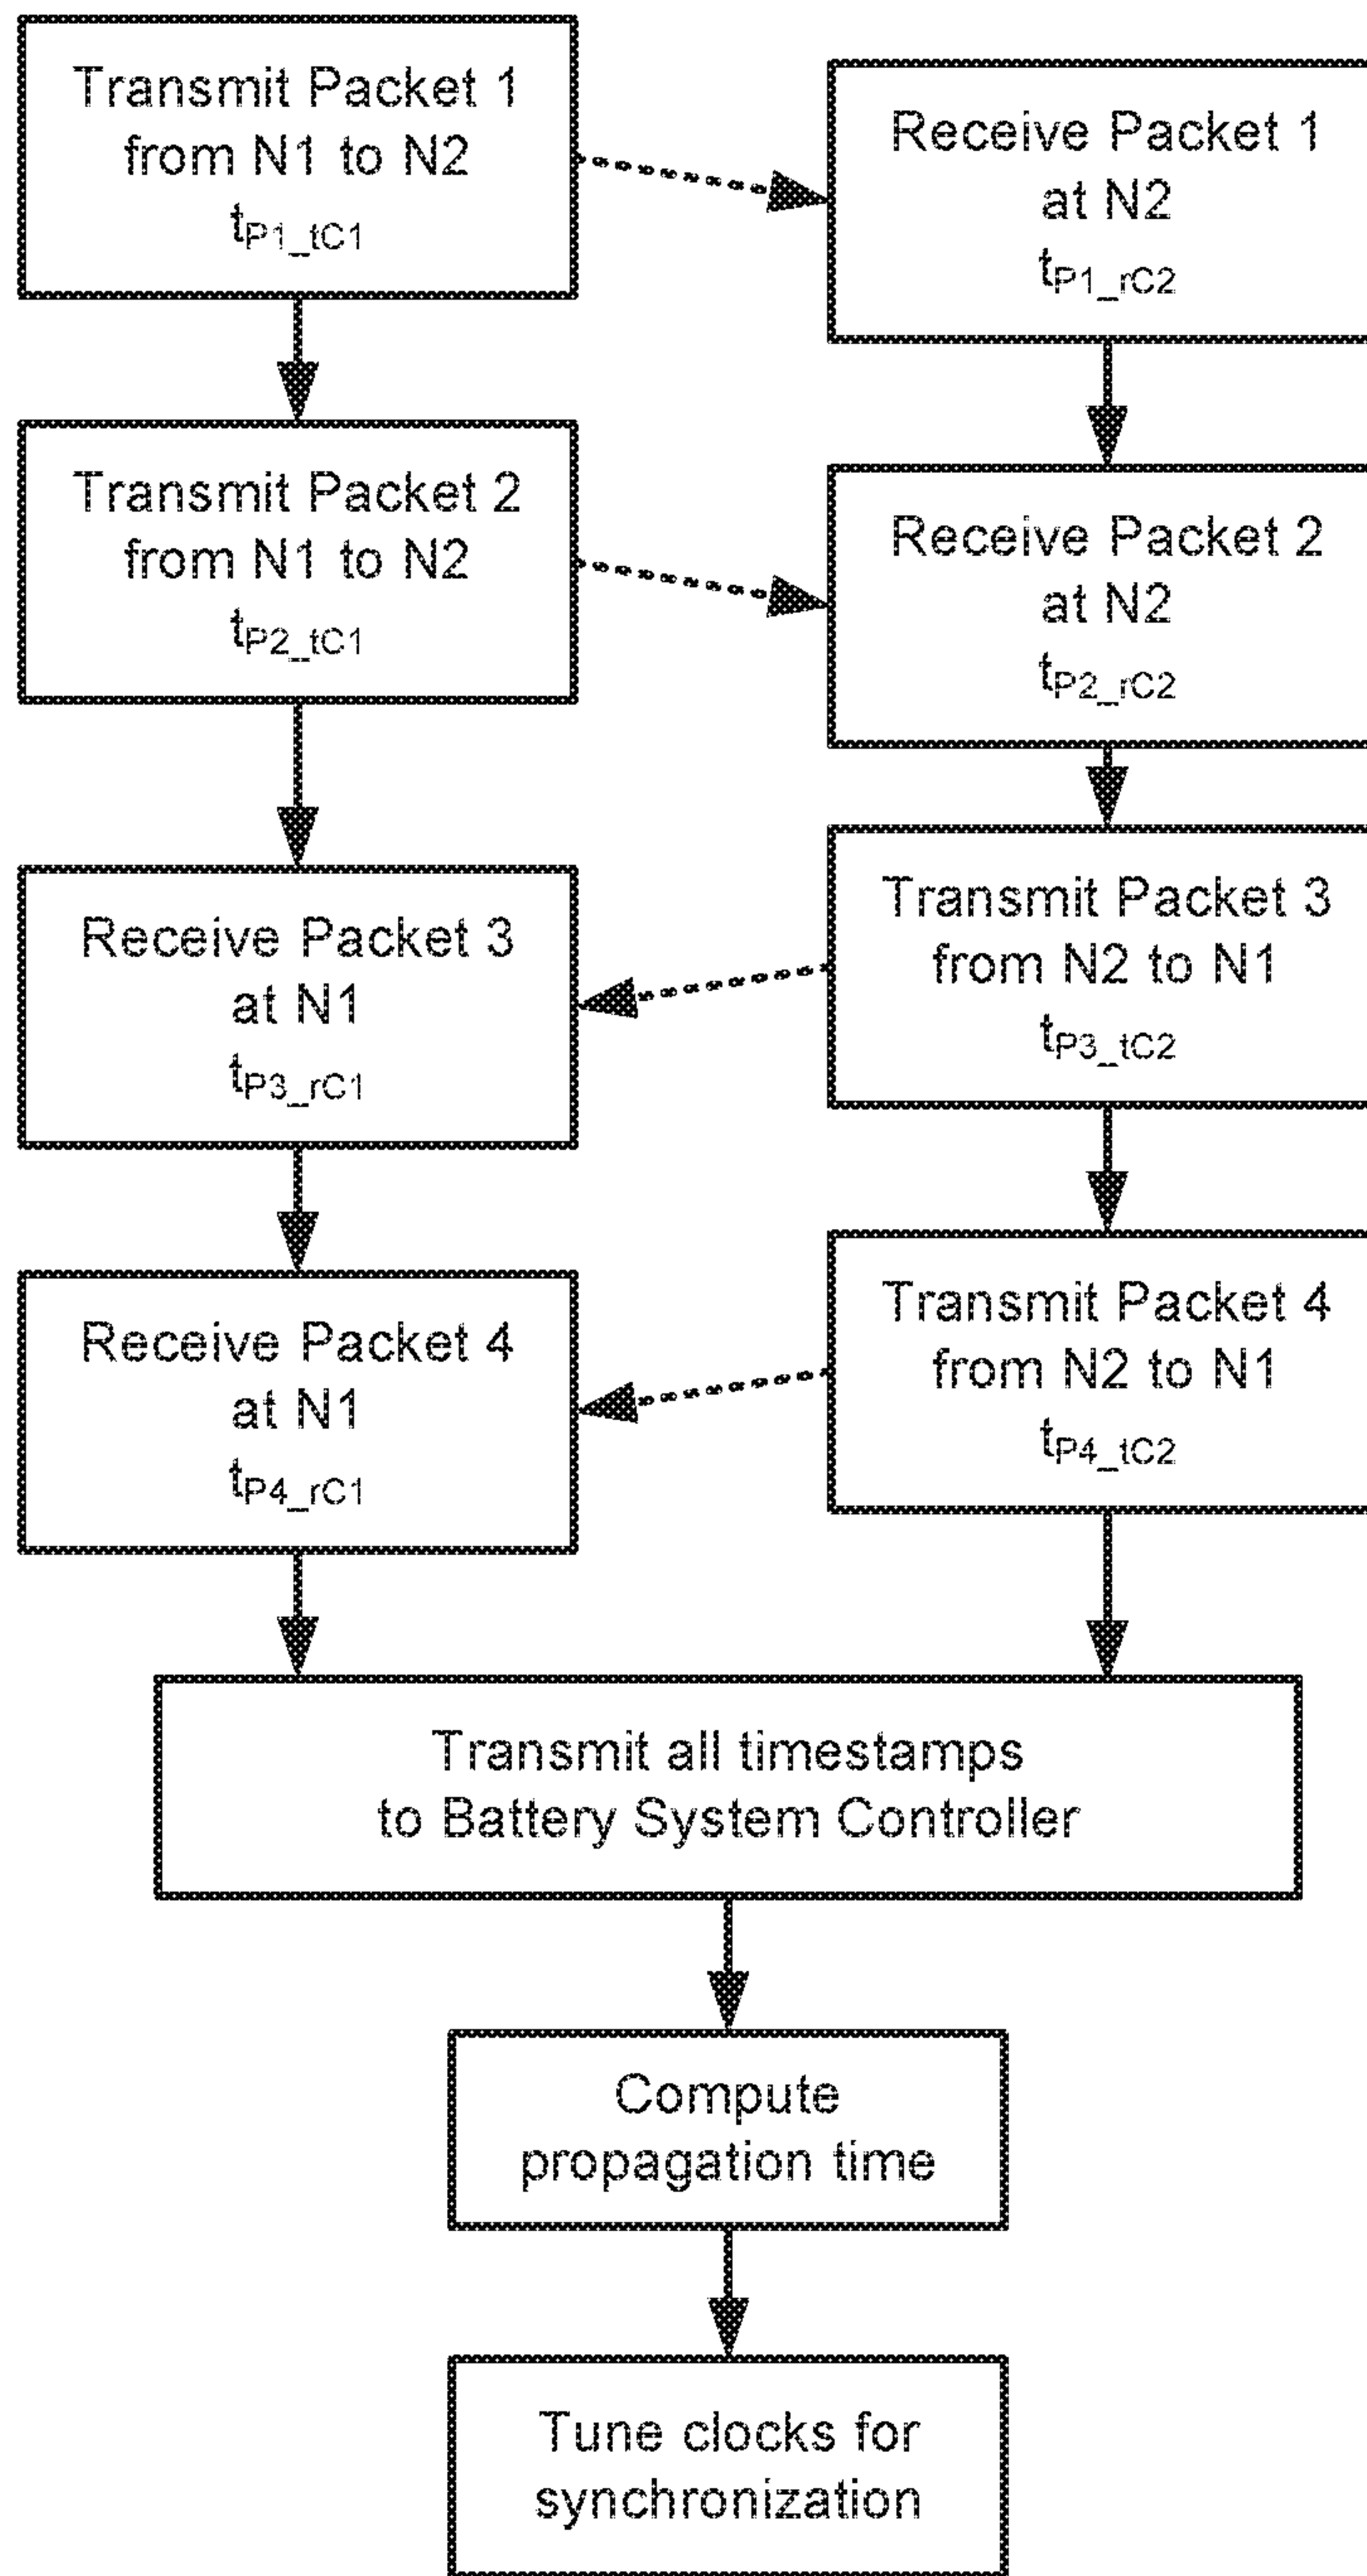 Transmit Packet 1
from N1 to N2
tP1_tC1
Receive Packet 1
at N2
tP1_rC2
Transmit Packet 2
from N1 to N2
tP2_tC1
Receive Packet 2
at N2
tP2_rC2
Transmit Packet 3
from N2 to N1
tP3_tC2
Receive Packet 3
at N1
tP3_rC1
Transmit Packet 4
from N2 to N1
tP4_tC2
Receive Packet 4
at N1
tP4_rC1
Transmit all timestamps
to Battery System Controller
Compute
propagation time
Tune clocks for
synchronization